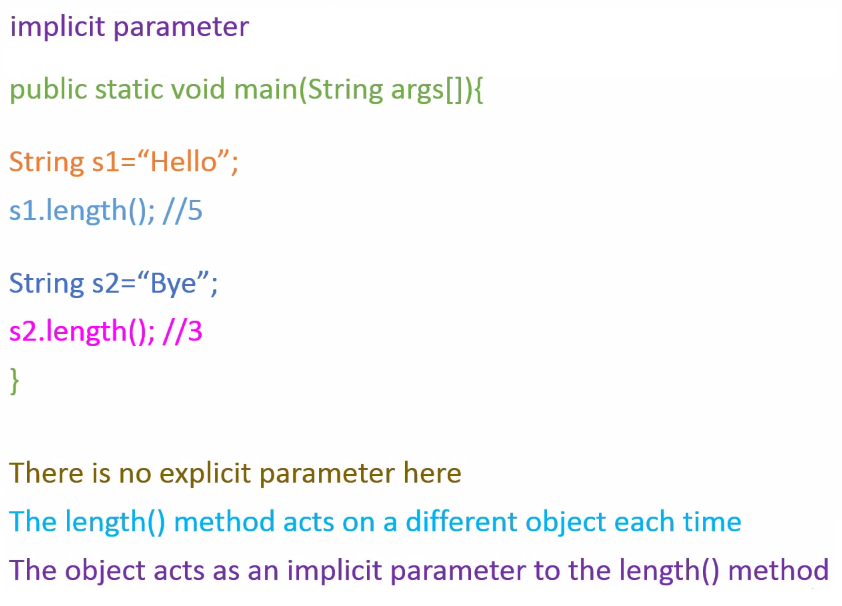 implicit parameter
public static void main(String args[]){
String s1=“Hello”;
s1.length(); //5
String s2=“Bye”;
s2.length(); //3
}
There is no explicit parameter here
The length() method acts on a different object each time
The object acts as an implicit parameter to the length() method